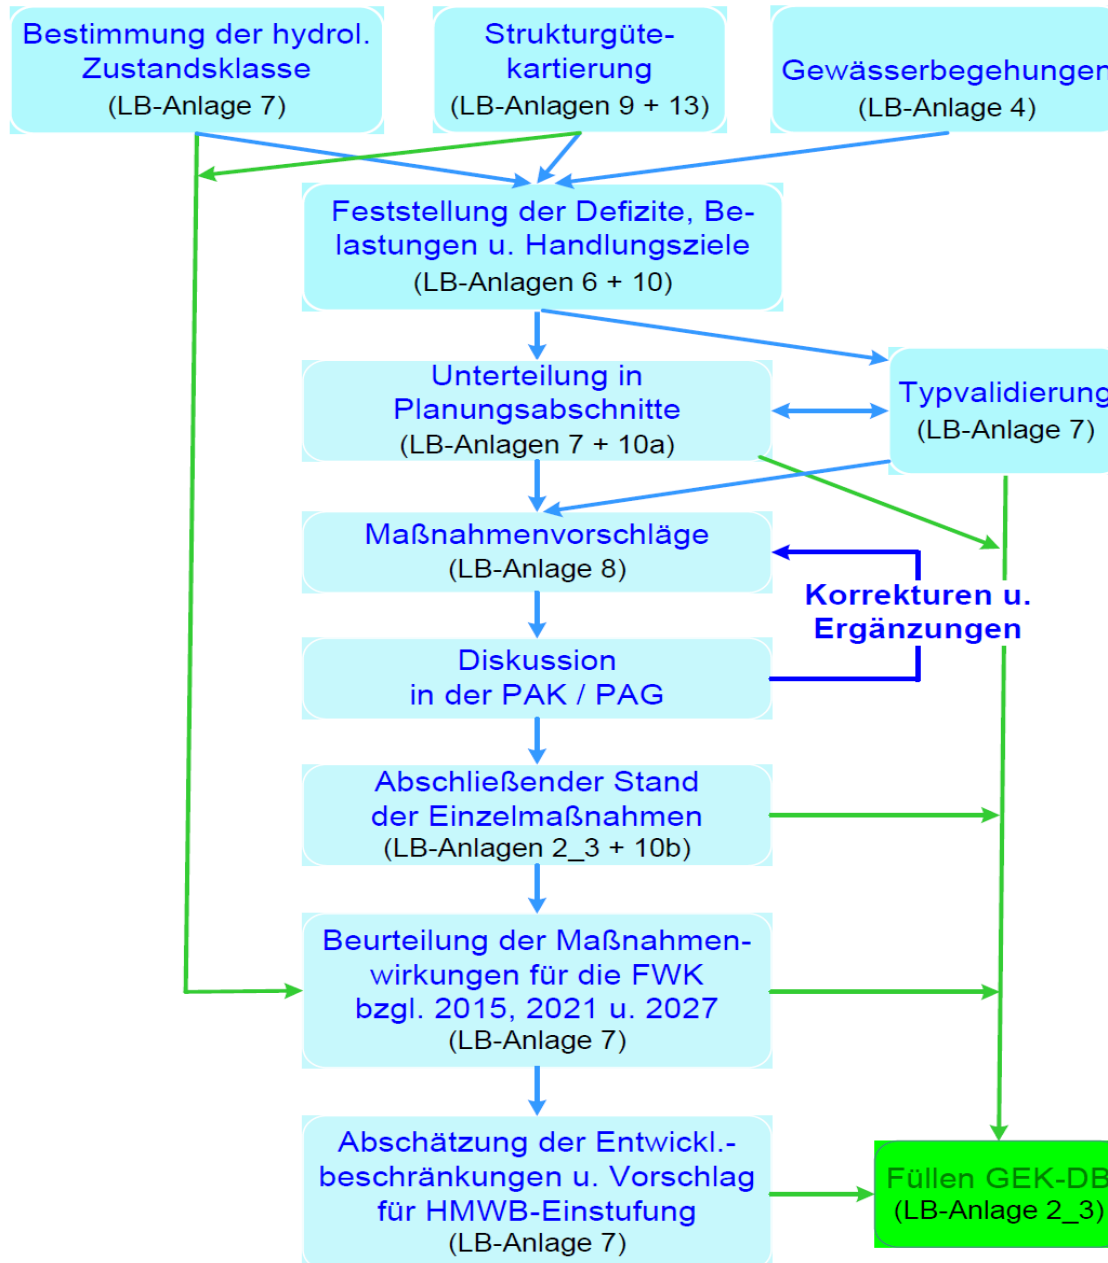 Bestimmung der hydrol.
Zustandsklasse
(LB-Anlage 7)
Strukturgüte-
kartierung
(LB-Anlagen 9 + 13)
Gewässerbegehungen
(LB-Anlage 4)
Feststellung der Defizite, Be-
lastungen u. Handlungsziele
(LB-Anlagen 6 + 10)
Unterteilung in
Planungsabschnitte
(LB-Anlagen 7 + 10a)
Typvalidierung
(LB-Anlage 7)
Maßnahmenvorschläge
(LB-Anlage 8)
Korrekturen u.
Ergänzungen
Diskussion
in der PAK / PAG
Abschließender Stand
der Einzelmaßnahmen
(LB-Anlagen 2_3 + 10b)
Beurteilung der Maßnahmen-
wirkungen für die FWK
bzgl. 2015, 2021 u. 2027
(LB-Anlage 7)
Abschätzung der Entwickl.-
beschränkungen u. Vorschlag
für HMWB-Einstufung
(LB-Anlage 7)
Füllen GEK-DB
(LB-Anlage 2_3)